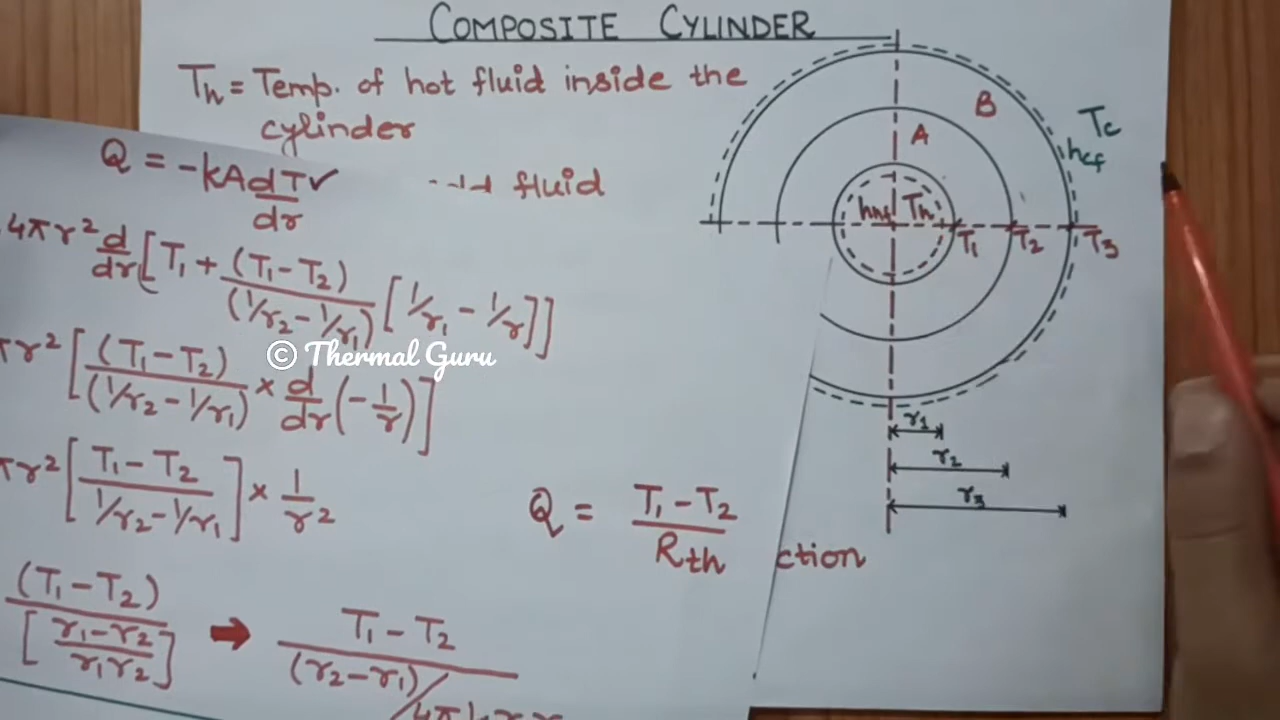 COMPOSITE CYLINDER
Th = Temp. of hot fluid inside the
cylinder
fluid
Q = -kA dT/dr ✓
4πr² d/dr [T1 + (T1-T2)/(1/r2 - 1/r1) [1/r1 - 1/r]]
πr² [(T1-T2)/(1/r2 - 1/r1) × d/dr (-1/r)]
© Thermal Guru
πr² [T1-T2/1/r2 - 1/r1] × 1/r²
Q = T1-T2/Rth
ction
(T1-T2)/[r1-r2/r1r2] → T1-T2/(r2-r1)/4πk
A
B
Tc
hcf
hhf
Th
T1
T2
T3
r1
r2
r3